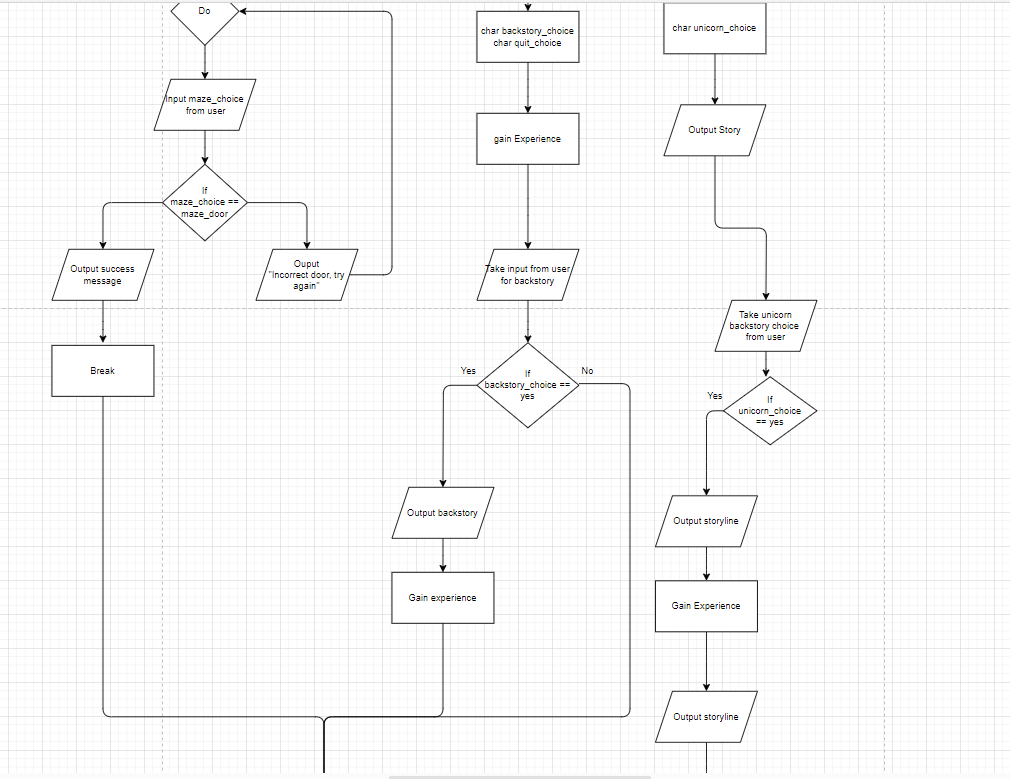 Do
Input maze_choice
from user
If
maze_choice ==
maze_door
Output success
message
Ouput
"Incorrect door, try
again"
Break
char backstory_choice
char quit_choice
gain Experience
Take input from user
for backstory
Yes
If
backstory_choice ==
yes
No
Output backstory
Gain experience
char unicorn_choice
Output Story
Take unicorn
backstory choice
from user
Yes
If
unicorn_choice
== yes
Output storyline
Gain Experience
Output storyline